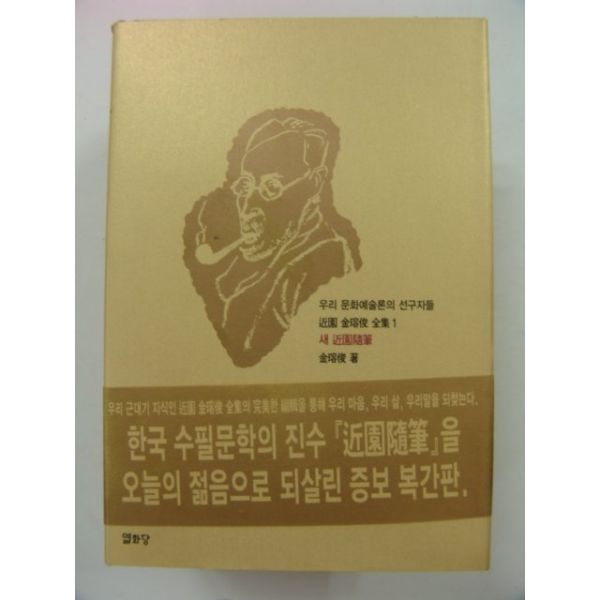 우리 문화예술론의 선구자들
近園 金瑢俊 全集 1
새 近園隨筆
金瑢俊 著
우리 근대기 지식인 近園 金瑢俊 全集의 完美한 編輯을 통해 우리 마음, 우리 삶, 우리말을 되찾는다.
한국 수필문학의 진수 『近園隨筆』을
오늘의 젊음으로 되살린 증보 복간판.
열화당